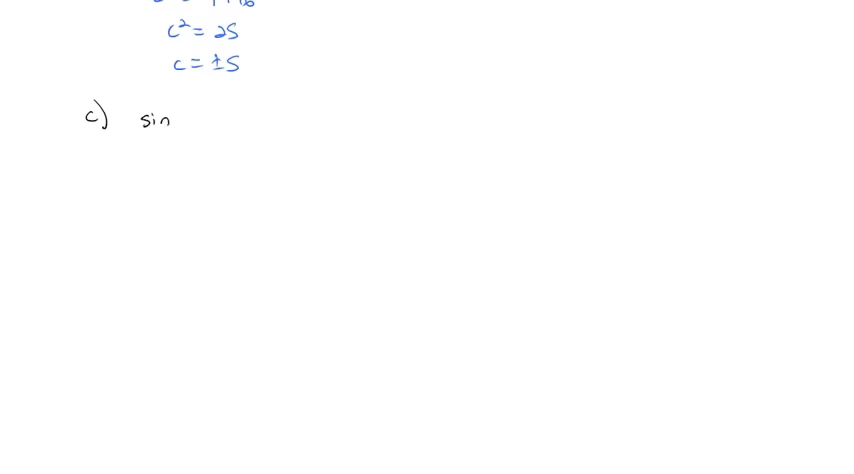 c² = 25
c = ±5
c) sin